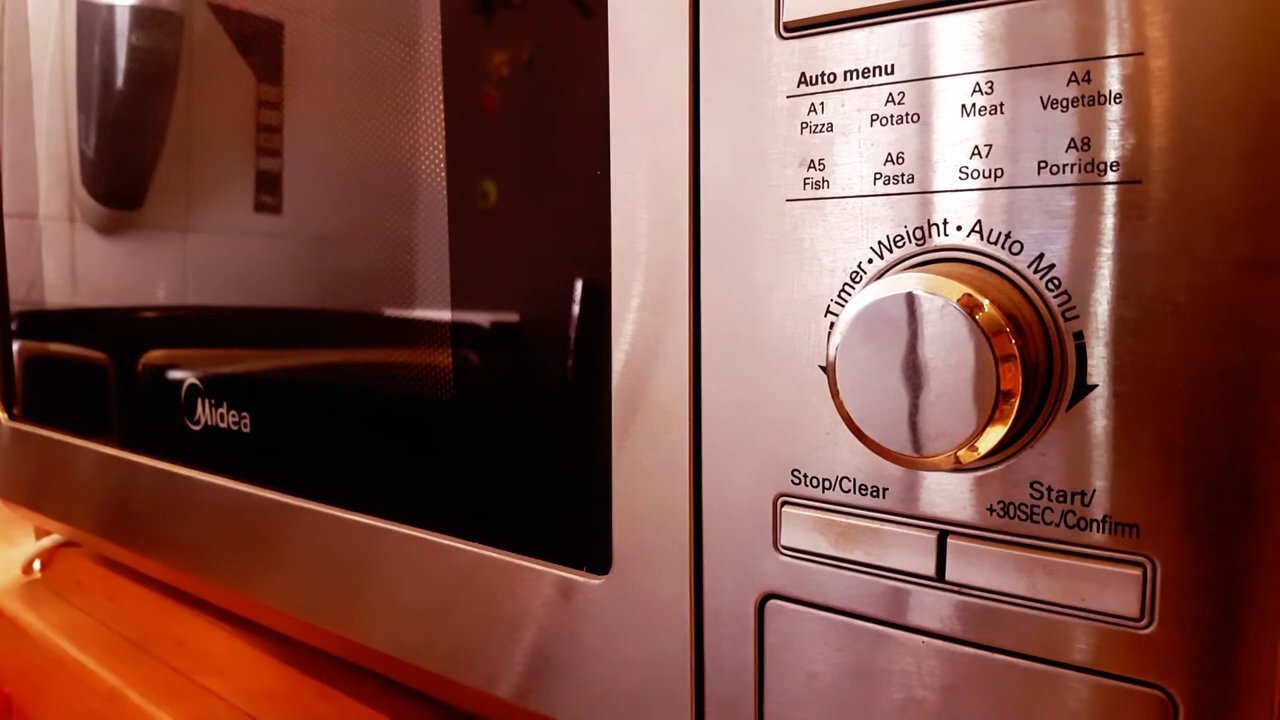 Auto menu
A1 A2 A3 A4
Pizza Potato Meat Vegetable
A5 A6 A7 A8
Fish Pasta Soup Porridge
Timer • Weight • Auto Menu
Midea
Stop/Clear
Start/
+30SEC./Confirm